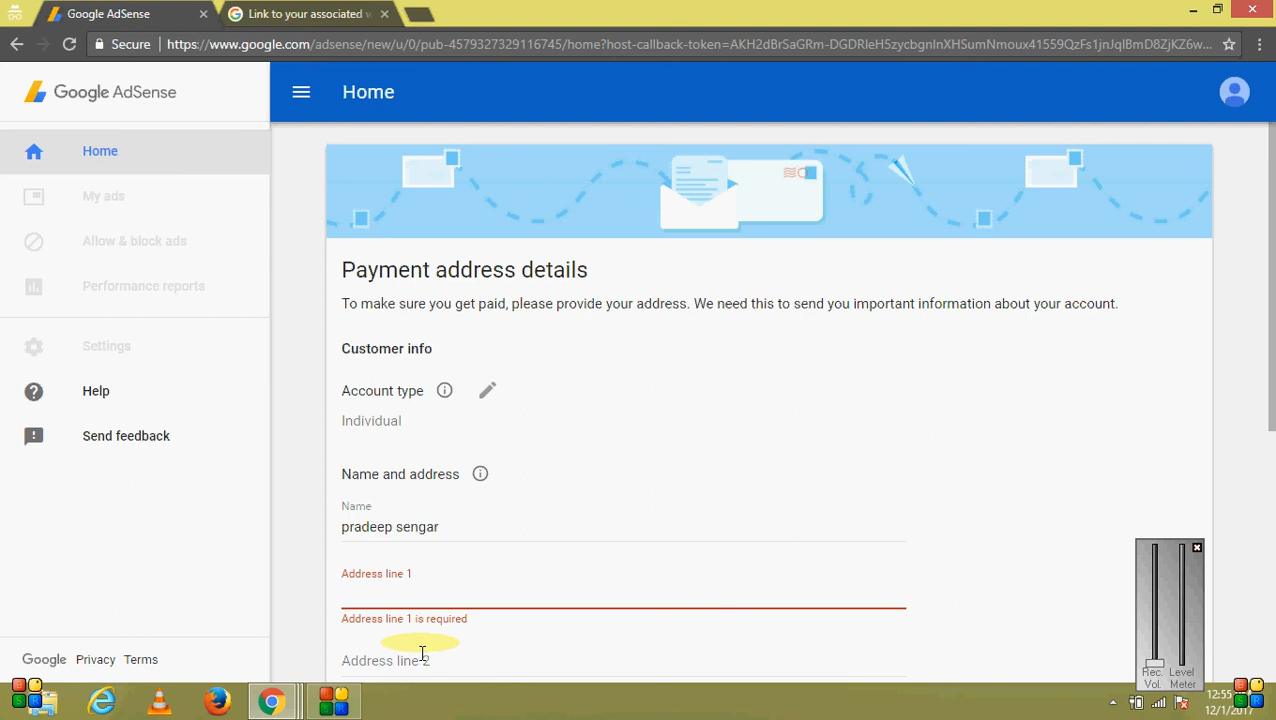 Google AdSense
Link to your associated
Secure
https://www.google.com/adsense/new/u/0/pub-4579327329116745/home?host-callback-token=
Google AdSense
Home
Home
My ads
Allow & block ads
Performance reports
Settings
Help
Send feedback
Payment address details
To make sure you get paid, please provide your address. We need this to send you important information about your account.
Customer info
Account type
Individual
Name and address
Name
pradeep sengar
Address line 1
Address line 1 is required
Address line 2
Google Privacy Terms
Rec. Level
Vol. Meter
12:55
12/1/201